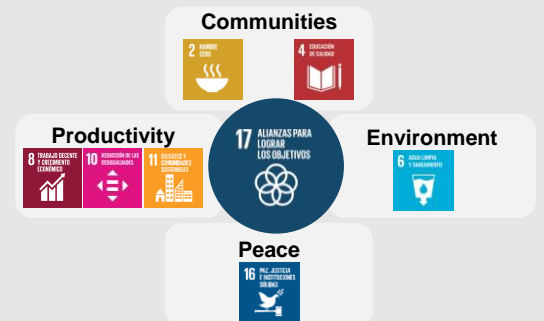 Communities
2 HAMBRE
CERO
4 EDUCACIÓN
DE CALIDAD
Productivity
8 TRABAJO DECENTE
Y CRECIMIENTO
ECONÓMICO
10 REDUCCIÓN DE LAS
DESIGUALDADES
11 CIUDADES Y
COMUNIDADES
SOSTENIBLES
17 ALIANZAS PARA
LOGRAR
LOS OBJETIVOS
Environment
6 AGUA LIMPIA
Y SANEAMIENTO
Peace
16 PAZ, JUSTICIA
E INSTITUCIONES
SÓLIDAS